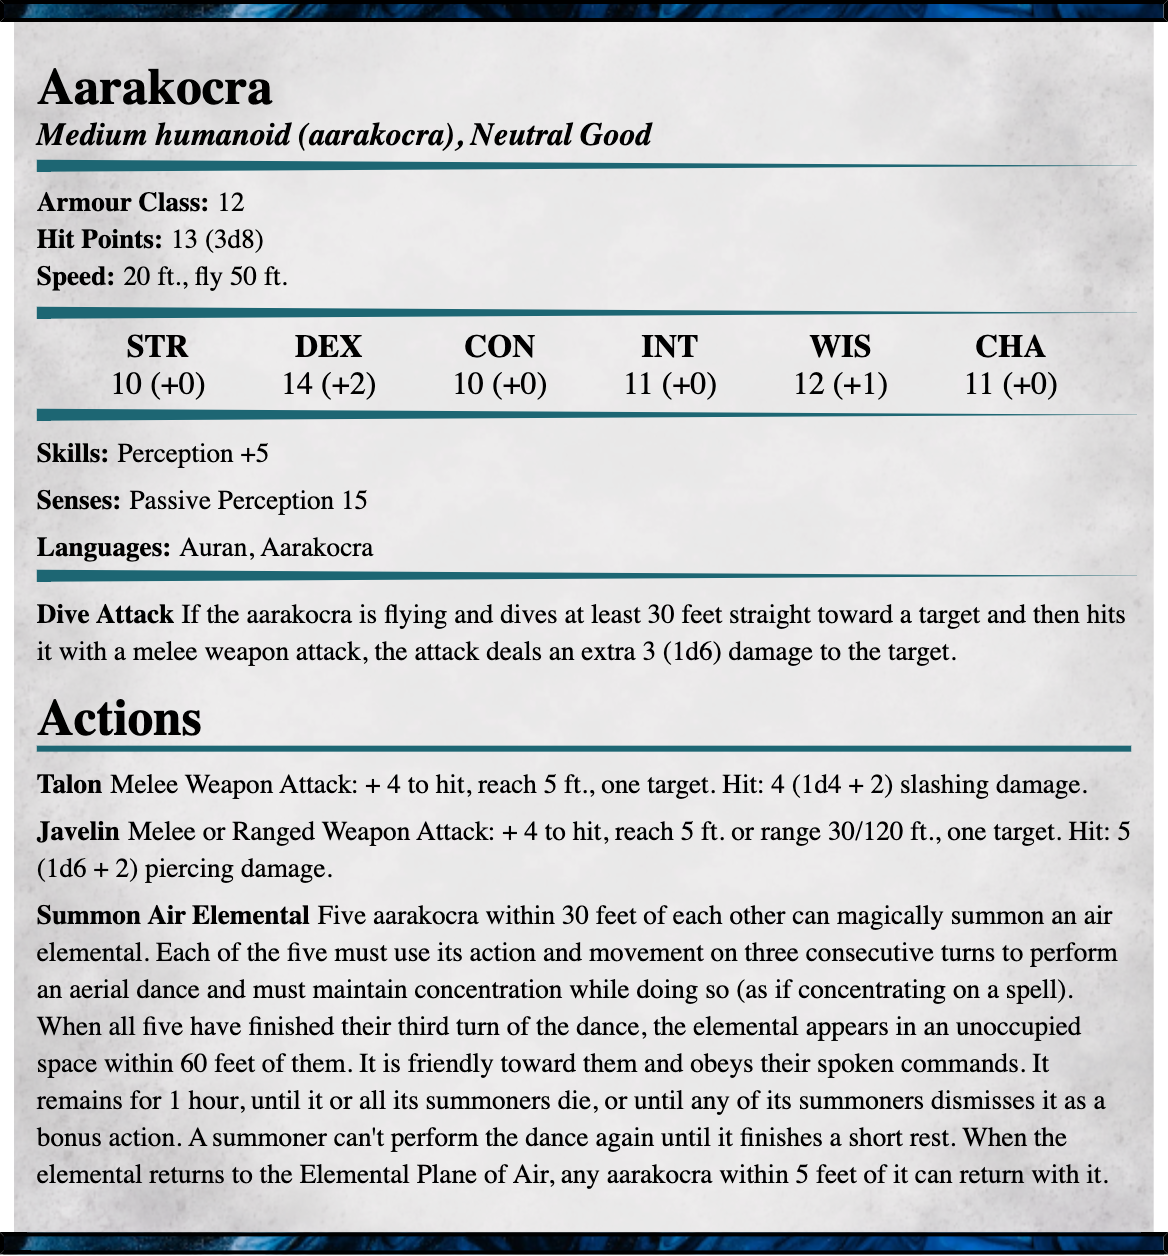 Aarakocra
Medium humanoid (aarakocra), Neutral Good
Armour Class: 12
Hit Points: 13 (3d8)
Speed: 20 ft., fly 50 ft.
STR DEX CON INT WIS CHA
10 (+0) 14 (+2) 10 (+0) 11 (+0) 12 (+1) 11 (+0)
Skills: Perception +5
Senses: Passive Perception 15
Languages: Auran, Aarakocra
Dive Attack If the aarakocra is flying and dives at least 30 feet straight toward a target and then hits
it with a melee weapon attack, the attack deals an extra 3 (1d6) damage to the target.
Actions
Talon Melee Weapon Attack: + 4 to hit, reach 5 ft., one target. Hit: 4 (1d4 + 2) slashing damage.
Javelin Melee or Ranged Weapon Attack: + 4 to hit, reach 5 ft. or range 30/120 ft., one target. Hit: 5
(1d6 + 2) piercing damage.
Summon Air Elemental Five aarakocra within 30 feet of each other can magically summon an air
elemental. Each of the five must use its action and movement on three consecutive turns to perform
an aerial dance and must maintain concentration while doing so (as if concentrating on a spell).
When all five have finished their third turn of the dance, the elemental appears in an unoccupied
space within 60 feet of them. It is friendly toward them and obeys their spoken commands. It
remains for 1 hour, until it or all its summoners die, or until any of its summoners dismisses it as a
bonus action. A summoner can't perform the dance again until it finishes a short rest. When the
elemental returns to the Elemental Plane of Air, any aarakocra within 5 feet of it can return with it.